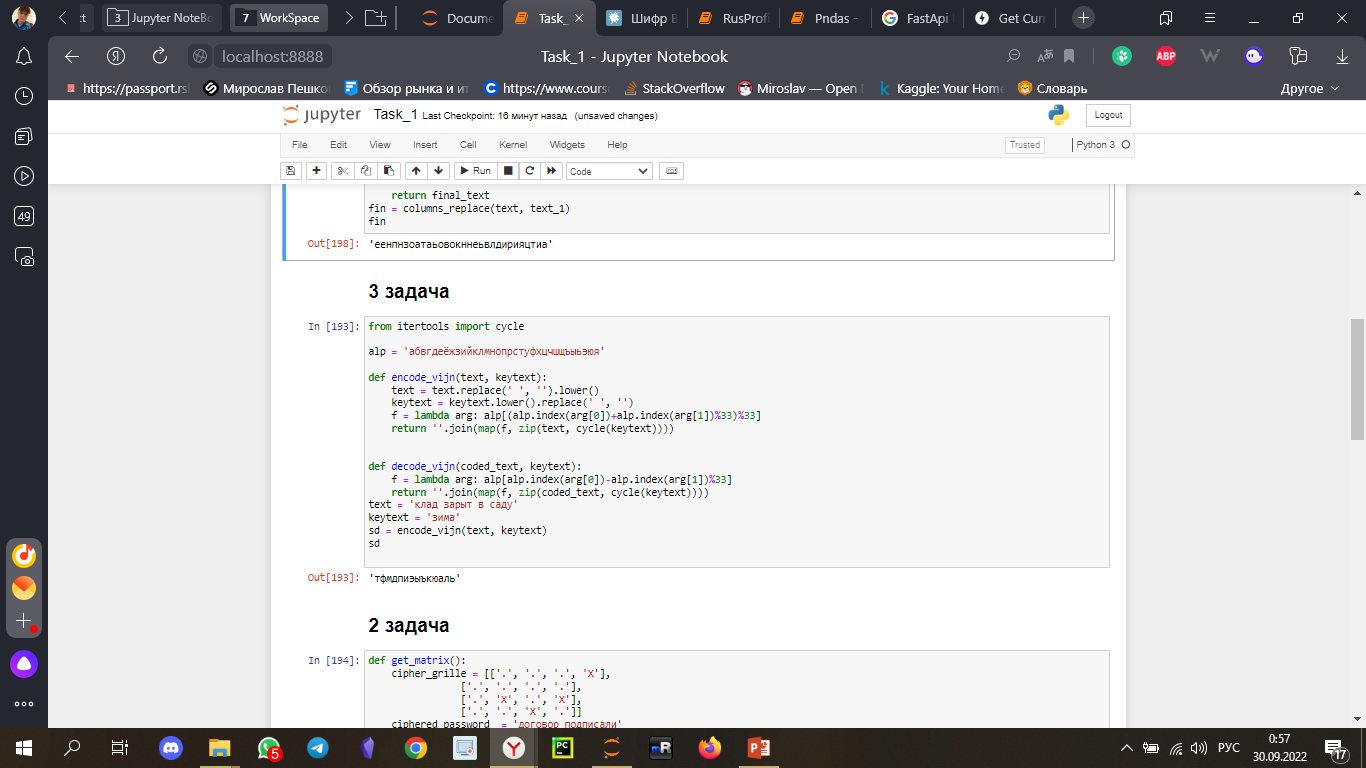 3 Jupyter NoteBo
7 WorkSpace
Docume
Task_
Шифр В
RusProfi
Pndas -
FastApi
Get Curr
localhost:8888
Task_1 - Jupyter Notebook
ABP
https://passport.rsl
Мирослав Пешко
Обзор рынка и ит
https://www.cours
StackOverflow
Miroslav — Open I
Kaggle: Your Home
Словарь
Другое
jupyter Task_1 Last Checkpoint: 16 минут назад (unsaved changes)
Logout
File Edit View Insert Cell Kernel Widgets Help
Trusted
Python 3
Run
Code
return final_text
fin = columns_replace(text, text_1)
fin
Out[198]: 'еенпнзоатаьовокннеьвлдирияцтиа'
3 задача
In [193]: from itertools import cycle
alp = 'абвгдеёжзийклмнопрстуфхцчшщъыьэюя'
def encode_vijn(text, keytext):
text = text.replace(' ', '').lower()
keytext = keytext.lower().replace(' ', '')
f = lambda arg: alp[(alp.index(arg[0])+alp.index(arg[1])%33)%33]
return ''.join(map(f, zip(text, cycle(keytext))))
def decode_vijn(coded_text, keytext):
f = lambda arg: alp[alp.index(arg[0])-alp.index(arg[1])%33]
return ''.join(map(f, zip(coded_text, cycle(keytext))))
text = 'клад зарыт в саду'
keytext = 'зима'
sd = encode_vijn(text, keytext)
sd
Out[193]: 'тфмдпиэыъкюаль'
2 задача
In [194]: def get_matrix():
cipher_grille = [['.', '.', '.', 'X'],
['.', '.', '.', '.'],
['.', 'X', '.', 'X'],
['.', '.', 'X', '.']]
ciphered_password = 'договор подписали'
49
5
РУС
0:57
30.09.2022
17